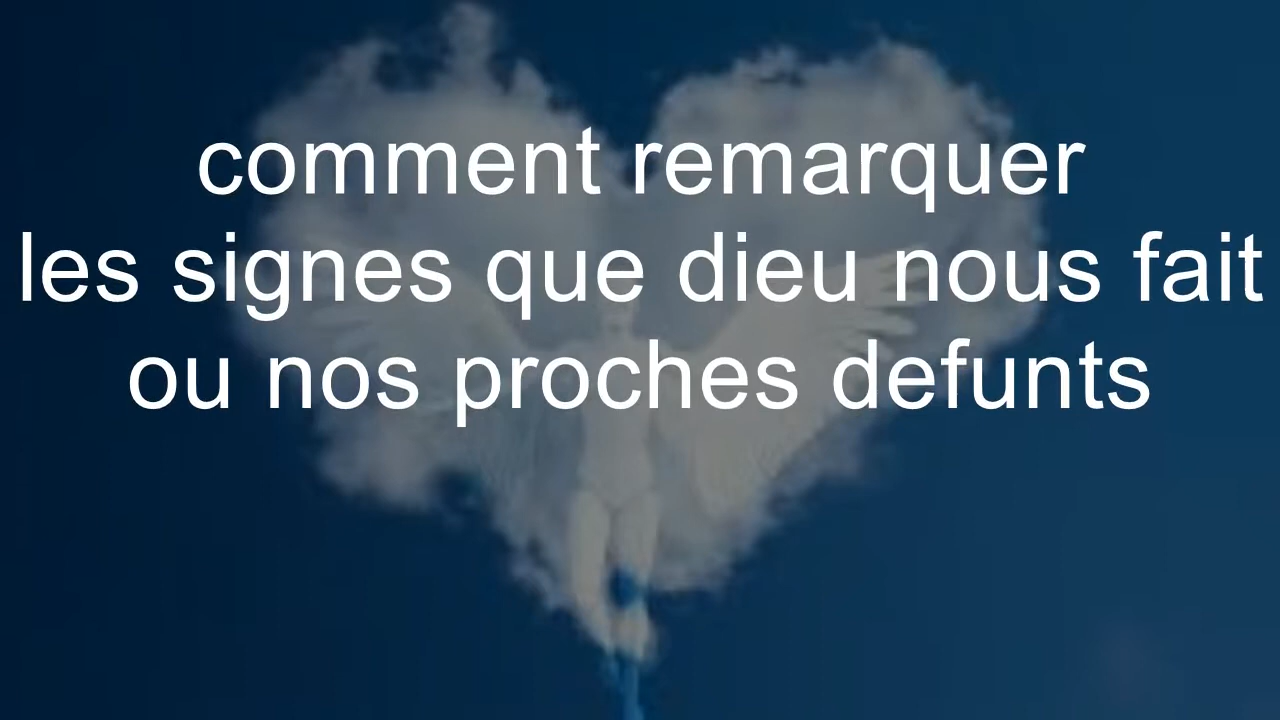 comment remarquer
les signes que dieu nous fait
ou nos proches defunts